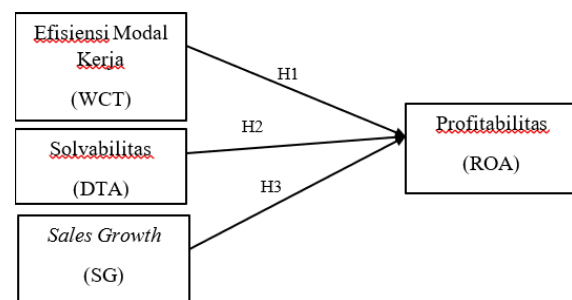 Efisiensi Modal
Kerja
(WCT)
H1
H2
Solvabilitas
(DTA)
H3
Sales Growth
(SG)
Profitabilitas
(ROA)